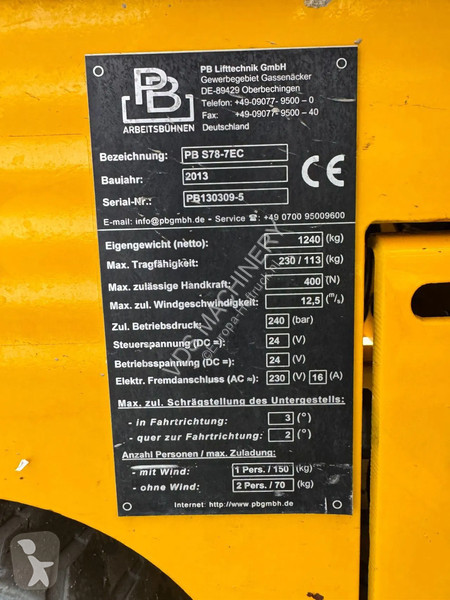 PB
ARBEITSBÜHNEN
PB Lifttechnik GmbH
Gewerbegebiet Gassenäcker
DE-89429 Oberbechingen
Telefon: +49-09077- 9500 – 0
Fax: +49-09077- 9500 – 40
Deutschland
Bezeichnung: PB S78-7EC
Baujahr: 2013
Serial-Nr.: PB130309-5
CE
E-mail: info@pbgmbh.de - Service ☎: +49 0700 95009600
Eigengewicht (netto): 1240 (kg)
Max. Tragfähigkeit: 230 / 113 (kg)
Max. zulässige Handkraft: 400 (N)
Max. zul. Windgeschwindigkeit: 12,5 (m/s)
Zul. Betriebsdruck: 240 (bar)
Steuerspannung (DC =): 24 (V)
Betriebsspannung (DC =): 24 (V)
Elektr. Fremdanschluss (AC ≈): 230 (V) 16 (A)
Max. zul. Schrägstellung des Untergestells:
- in Fahrtrichtung: 3 (°)
- quer zur Fahrtrichtung: 2 (°)
Anzahl Personen / max. Zuladung:
- mit Wind: 1 Pers. / 150 (kg)
- ohne Wind: 2 Pers. / 70 (kg)
Internet: http://www.pbgmbh.de
VDS MACHINERY
© Europa-Hoogwerkers